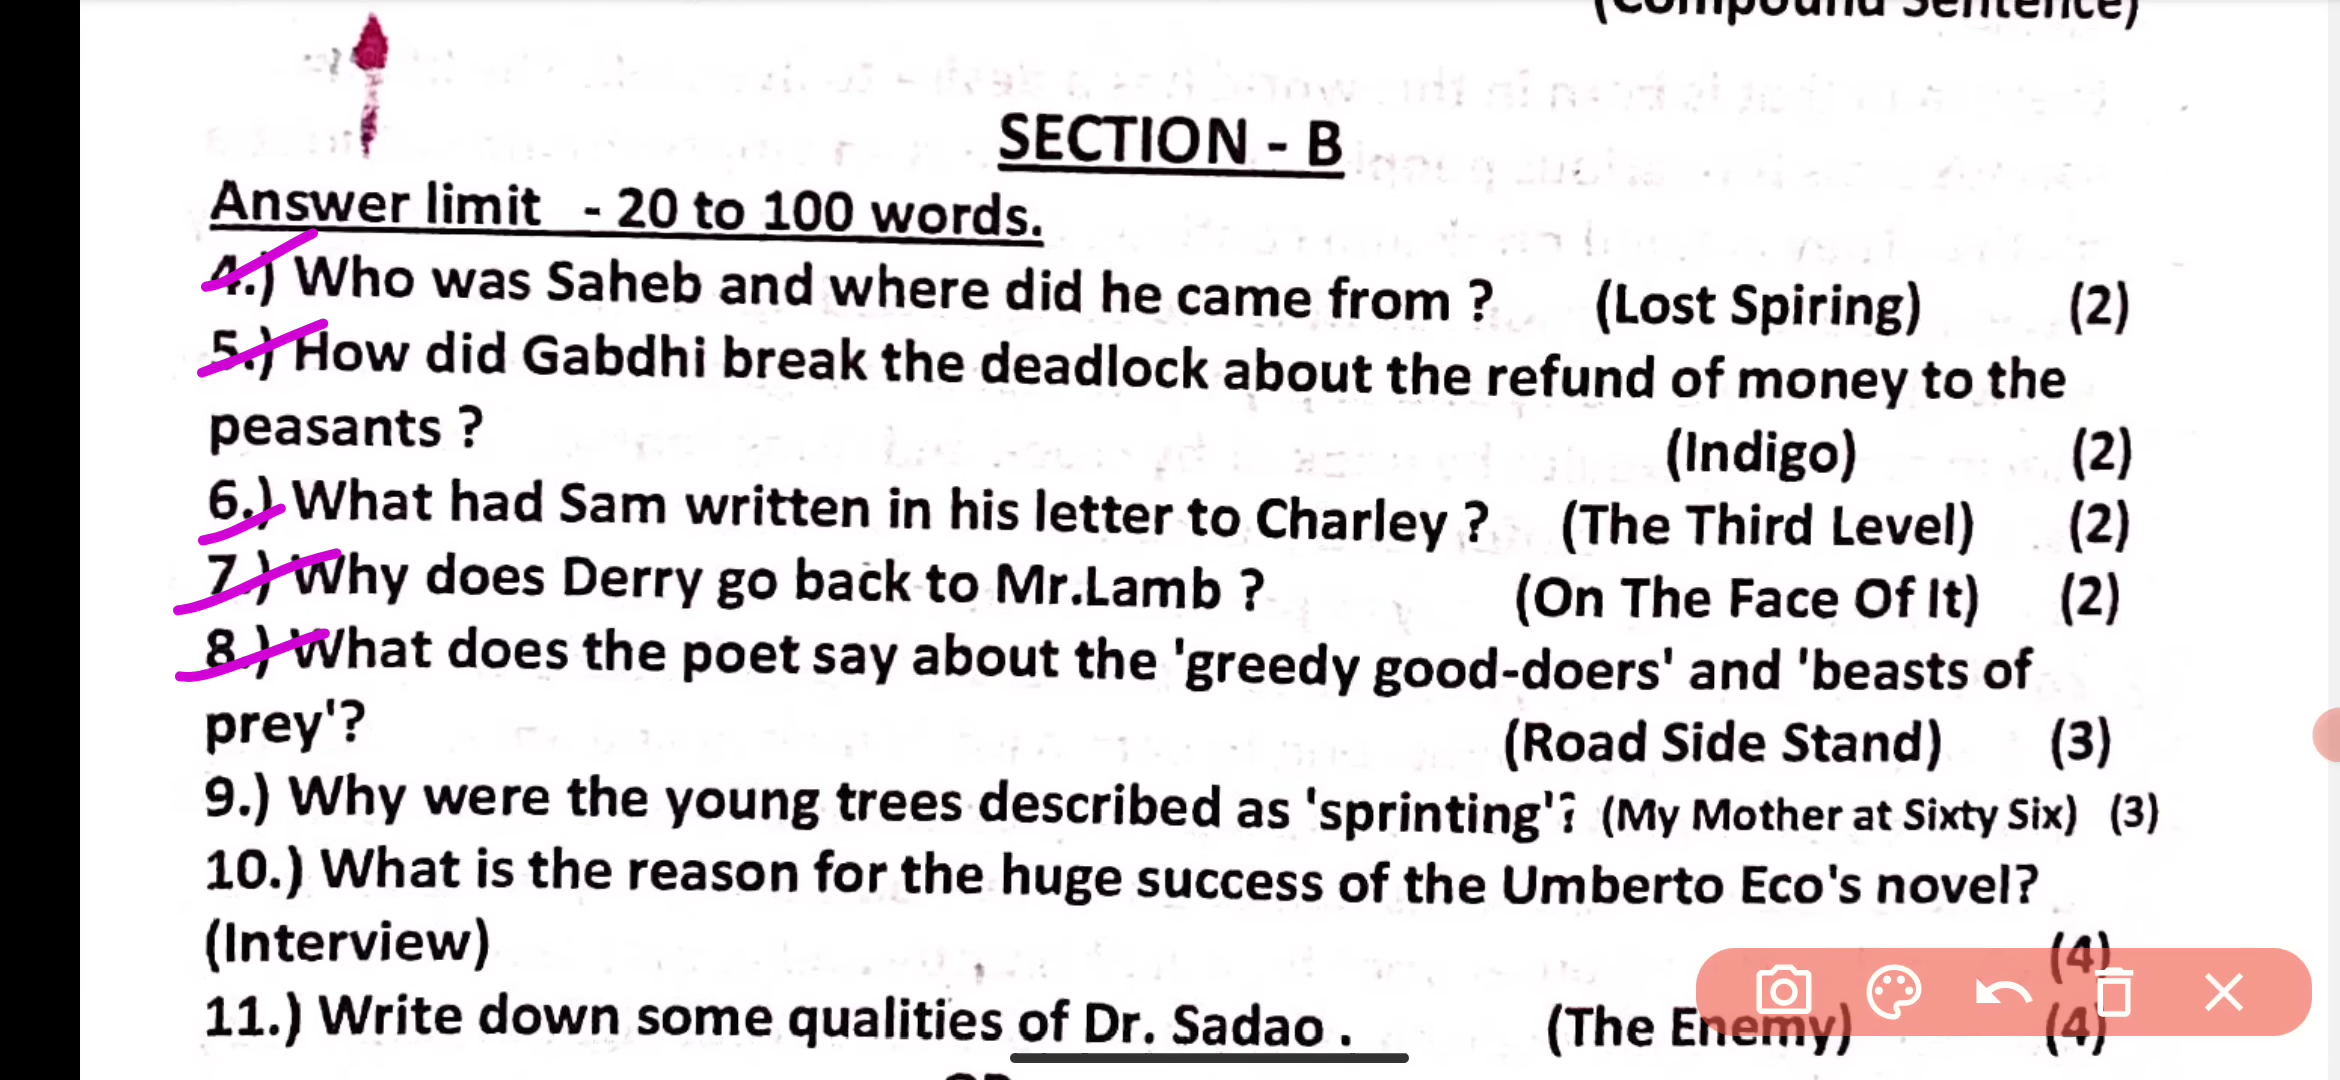 (Compound Sentence)
SECTION - B
Answer limit - 20 to 100 words.
4.) Who was Saheb and where did he came from ? (Lost Spiring) (2)
5.) How did Gabdhi break the deadlock about the refund of money to the
peasants ? (Indigo) (2)
6.) What had Sam written in his letter to Charley ? (The Third Level) (2)
7.) Why does Derry go back to Mr.Lamb ? (On The Face Of It) (2)
8.) What does the poet say about the 'greedy good-doers' and 'beasts of
prey'? (Road Side Stand) (3)
9.) Why were the young trees described as 'sprinting'? (My Mother at Sixty Six) (3)
10.) What is the reason for the huge success of the Umberto Eco's novel?
(Interview) (4)
11.) Write down some qualities of Dr. Sadao . (The Enemy) (4)